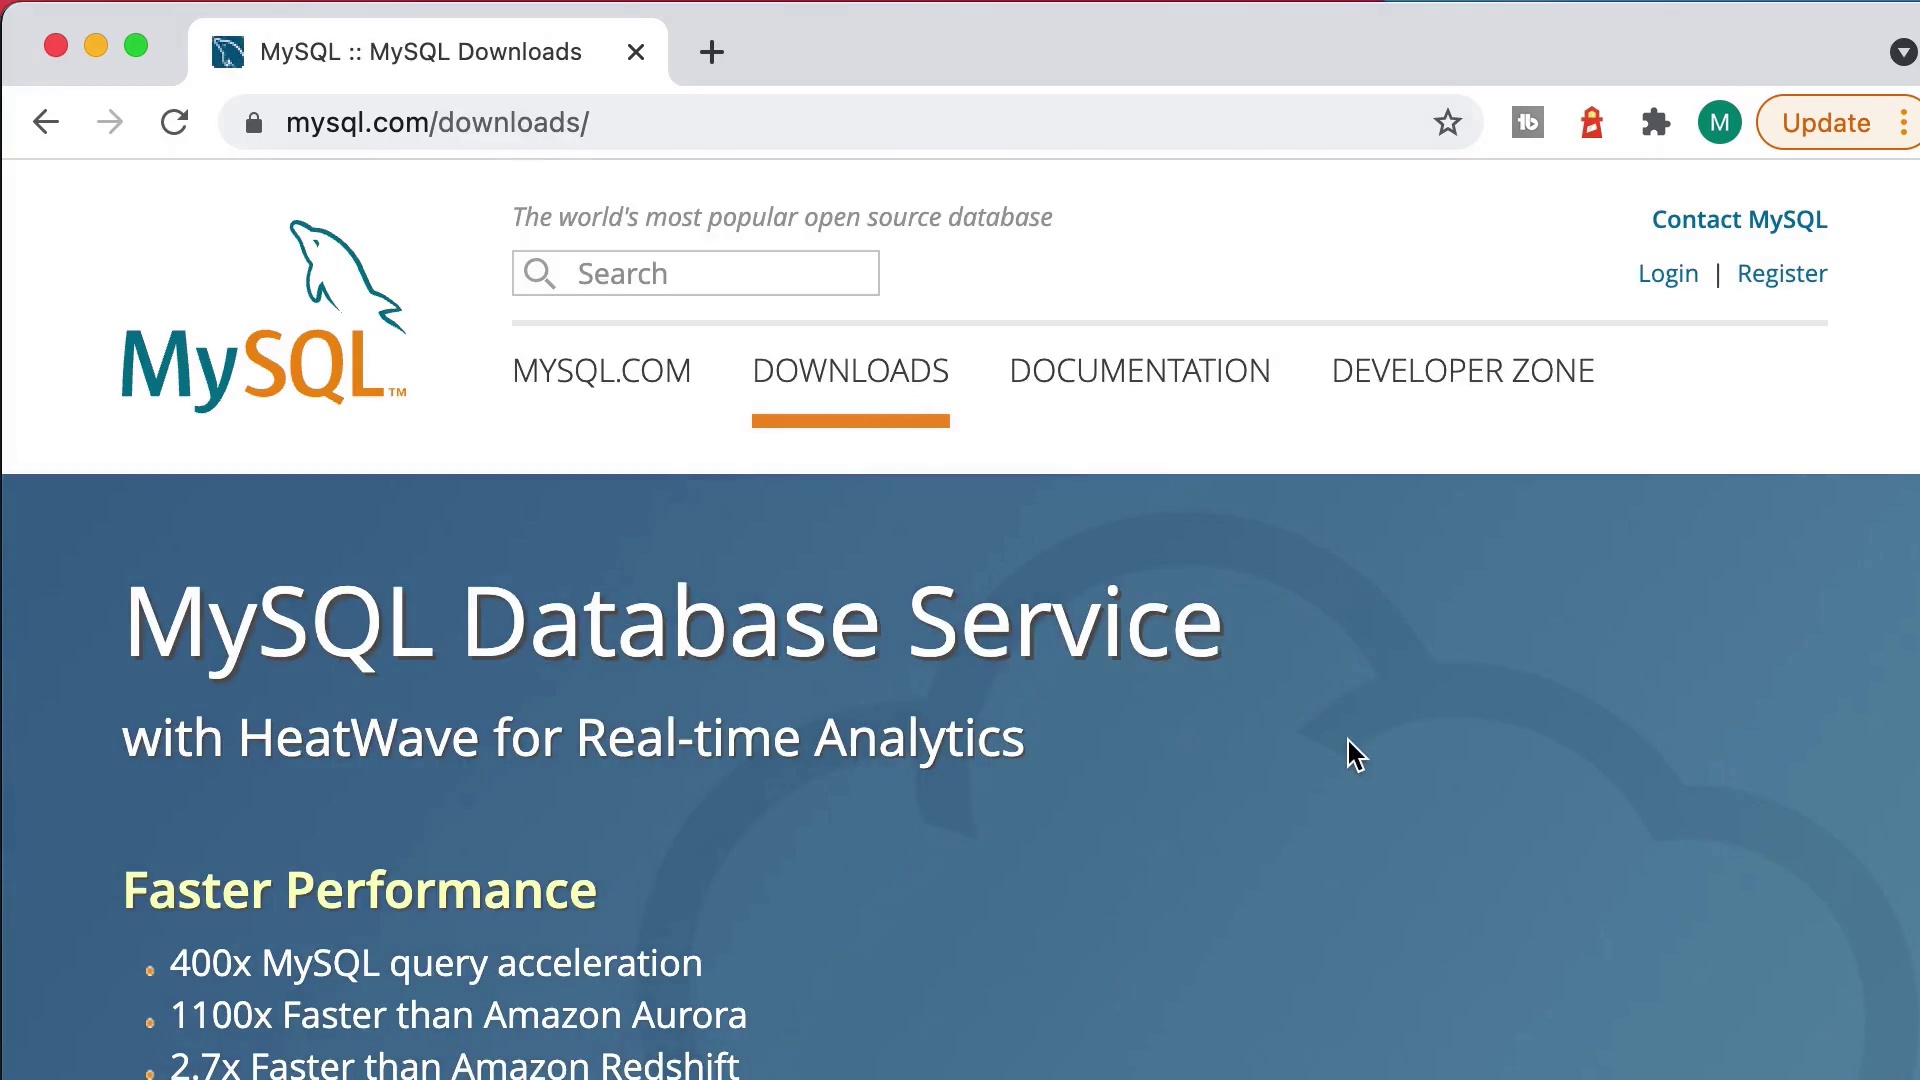 MySQL :: MySQL Downloads
mysql.com/downloads/
tb
M
Update
MySQL™
The world's most popular open source database
Search
Contact MySQL
Login | Register
MYSQL.COM DOWNLOADS DOCUMENTATION DEVELOPER ZONE
MySQL Database Service
with HeatWave for Real-time Analytics
Faster Performance
400x MySQL query acceleration
1100x Faster than Amazon Aurora
2.7x Faster than Amazon Redshift